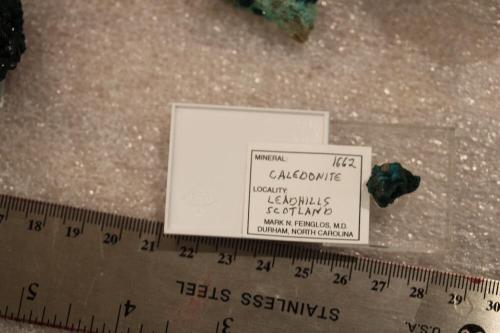 MINERAL: 1662
CALEDONITE
LOCALITY:
LEADHILLS
SCOTLAND
MARK N. FEINGLOS, M.D.
DURHAM, NORTH CAROLINA
17 18 19 20 21 22 23 24 25 26 27 28 29 30
5 4 3
STAINLESS STEEL
U.S.A.